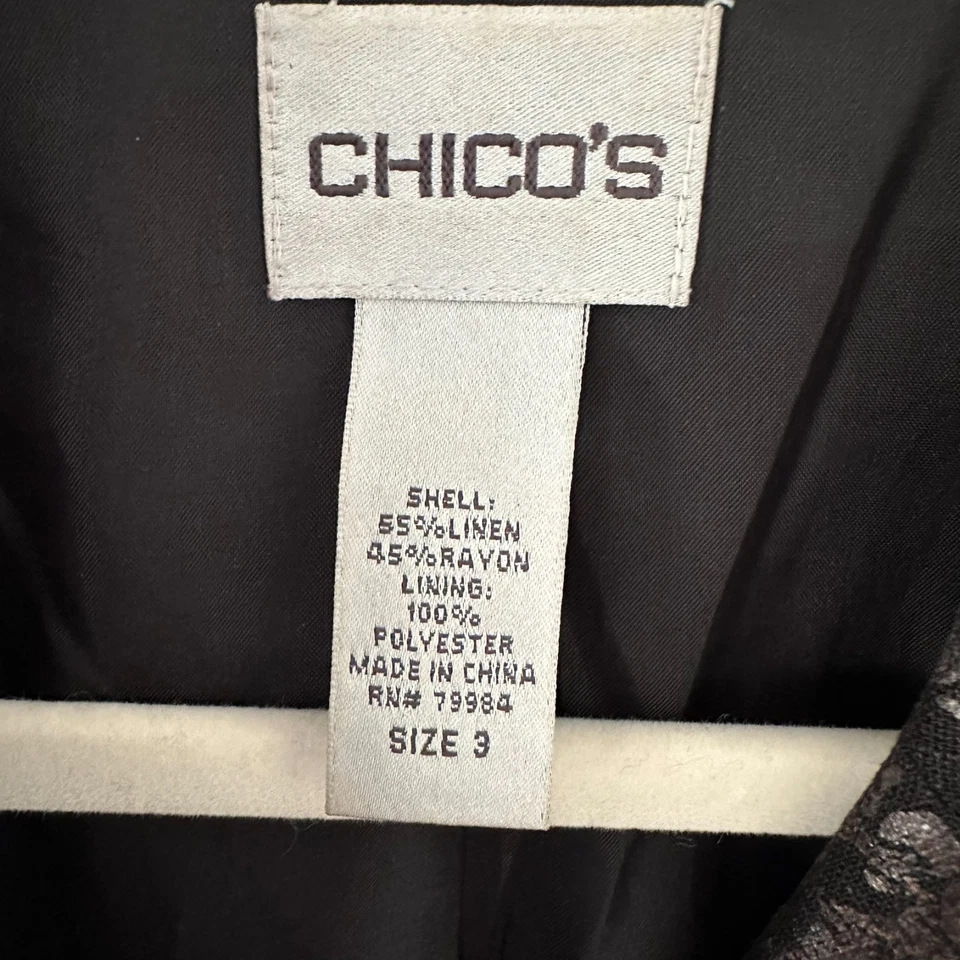 CHICO'S
SHELL:
55%LINEN
45%RAYON
LINING:
100%
POLYESTER
MADE IN CHINA
RN# 79984
SIZE 3